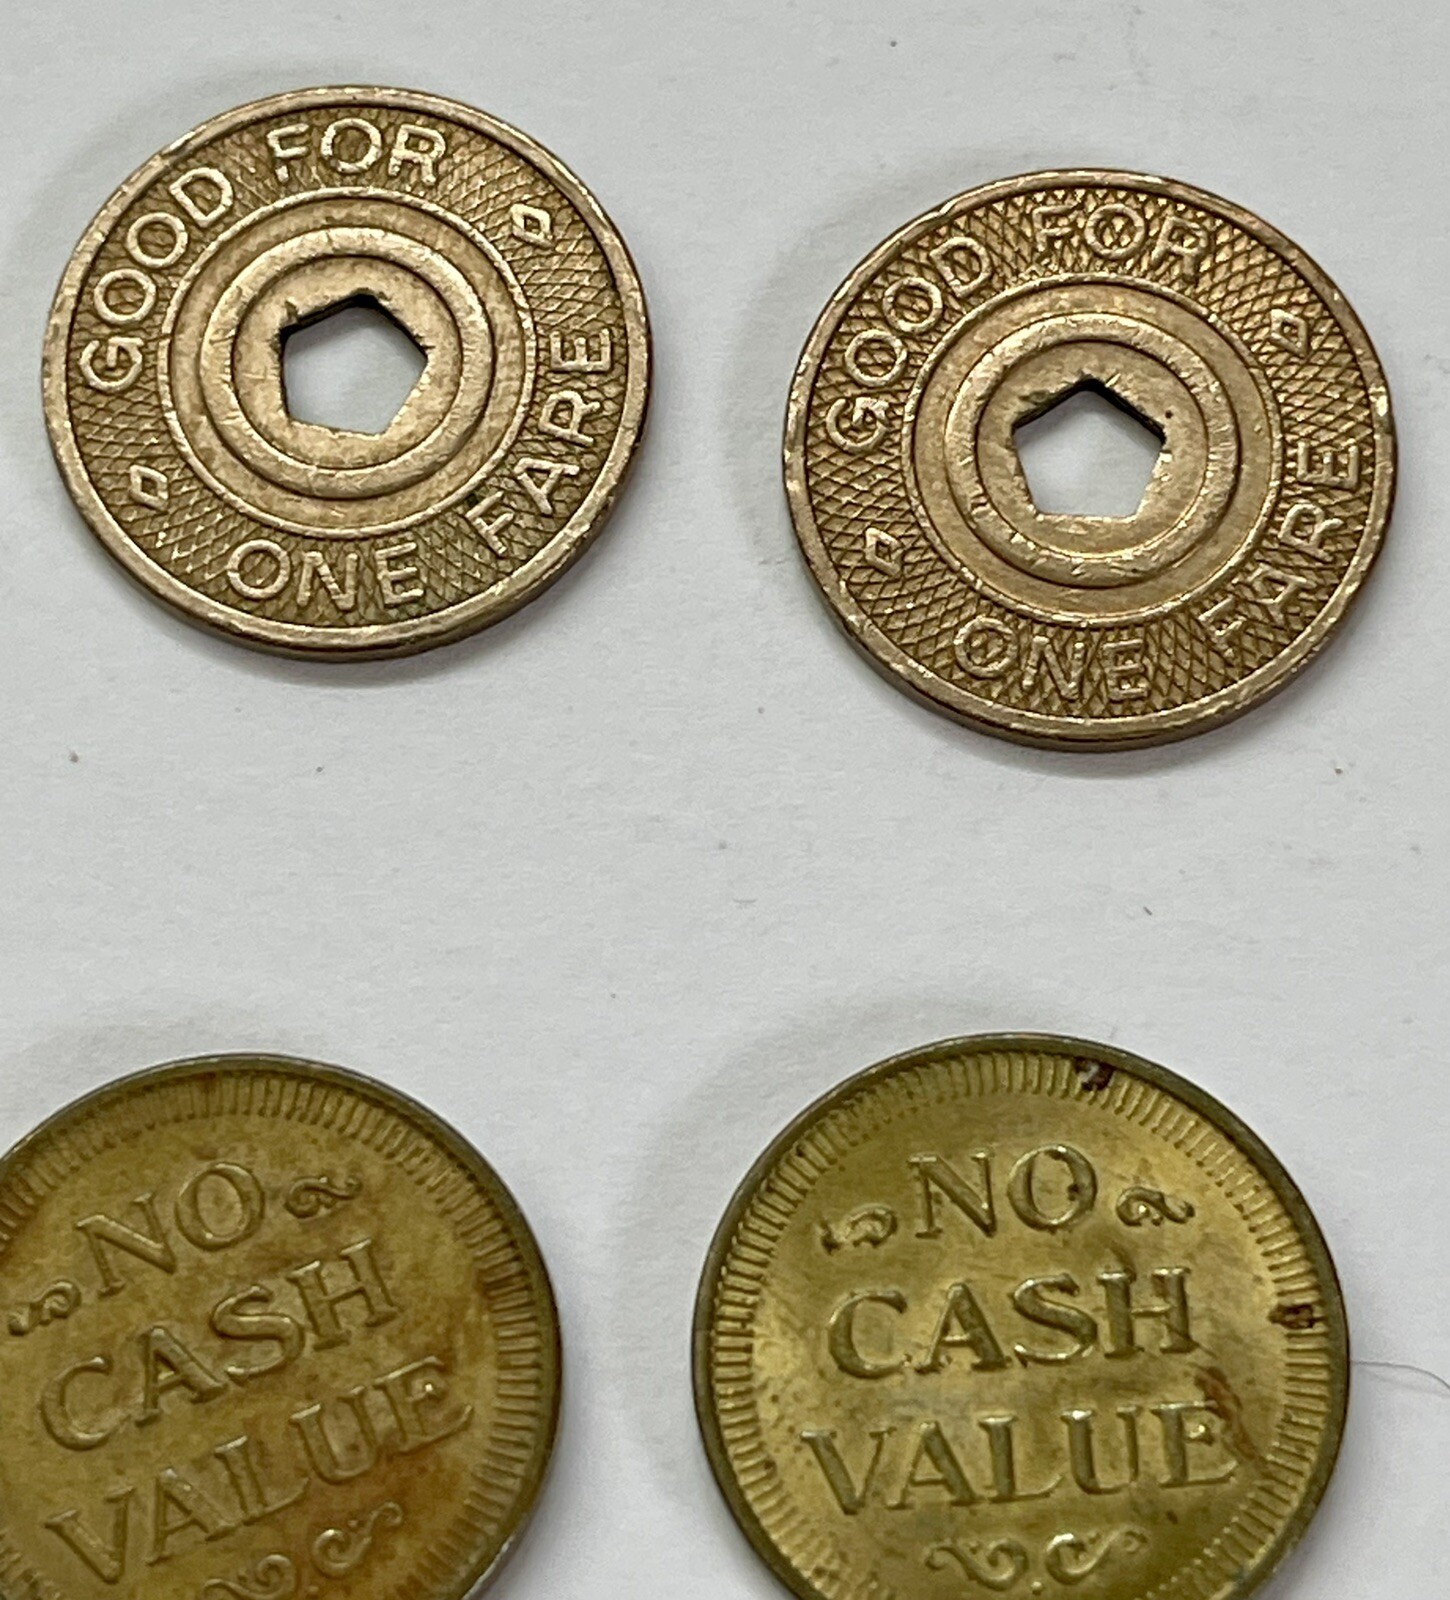 GOOD FOR
ONE FARE
GOOD FOR
ONE FARE
NO
CASH
VALUE
NO
CASH
VALUE